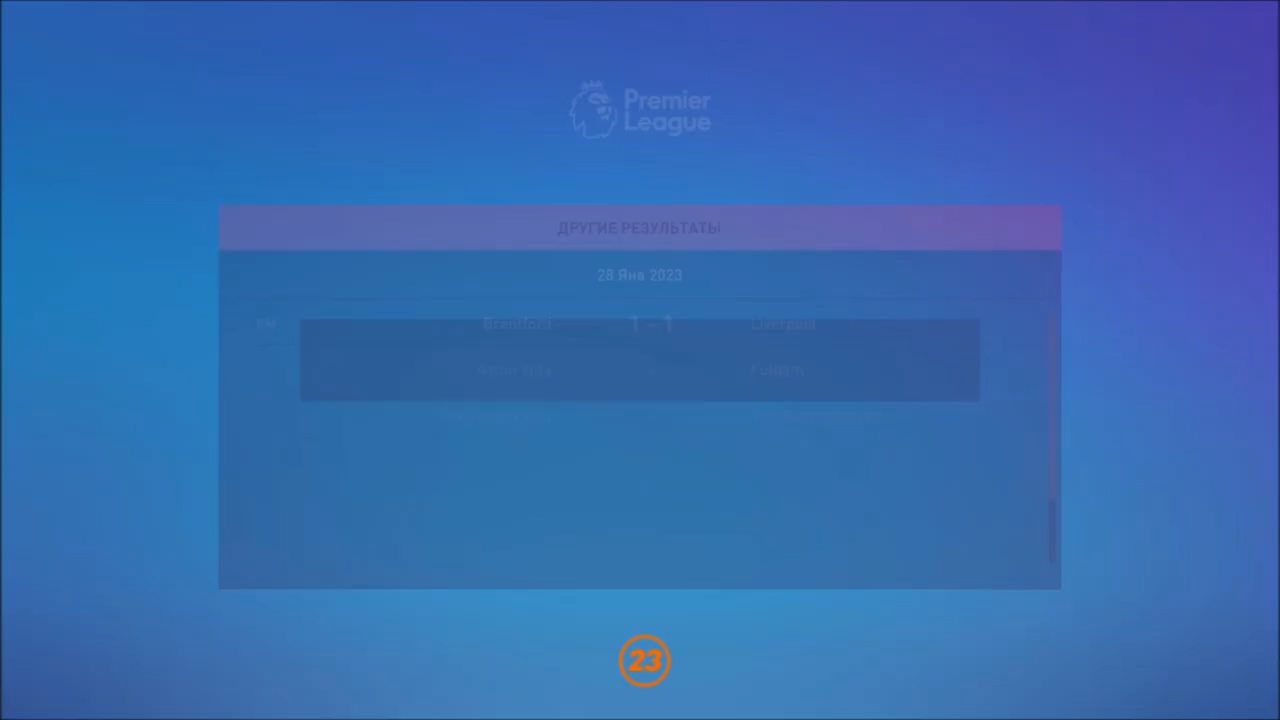 Premier
League
ДРУГИЕ РЕЗУЛЬТАТЫ
28 Янв 2023
Brentford 1 - 1 Liverpool
Aston Villa - Fulham
23